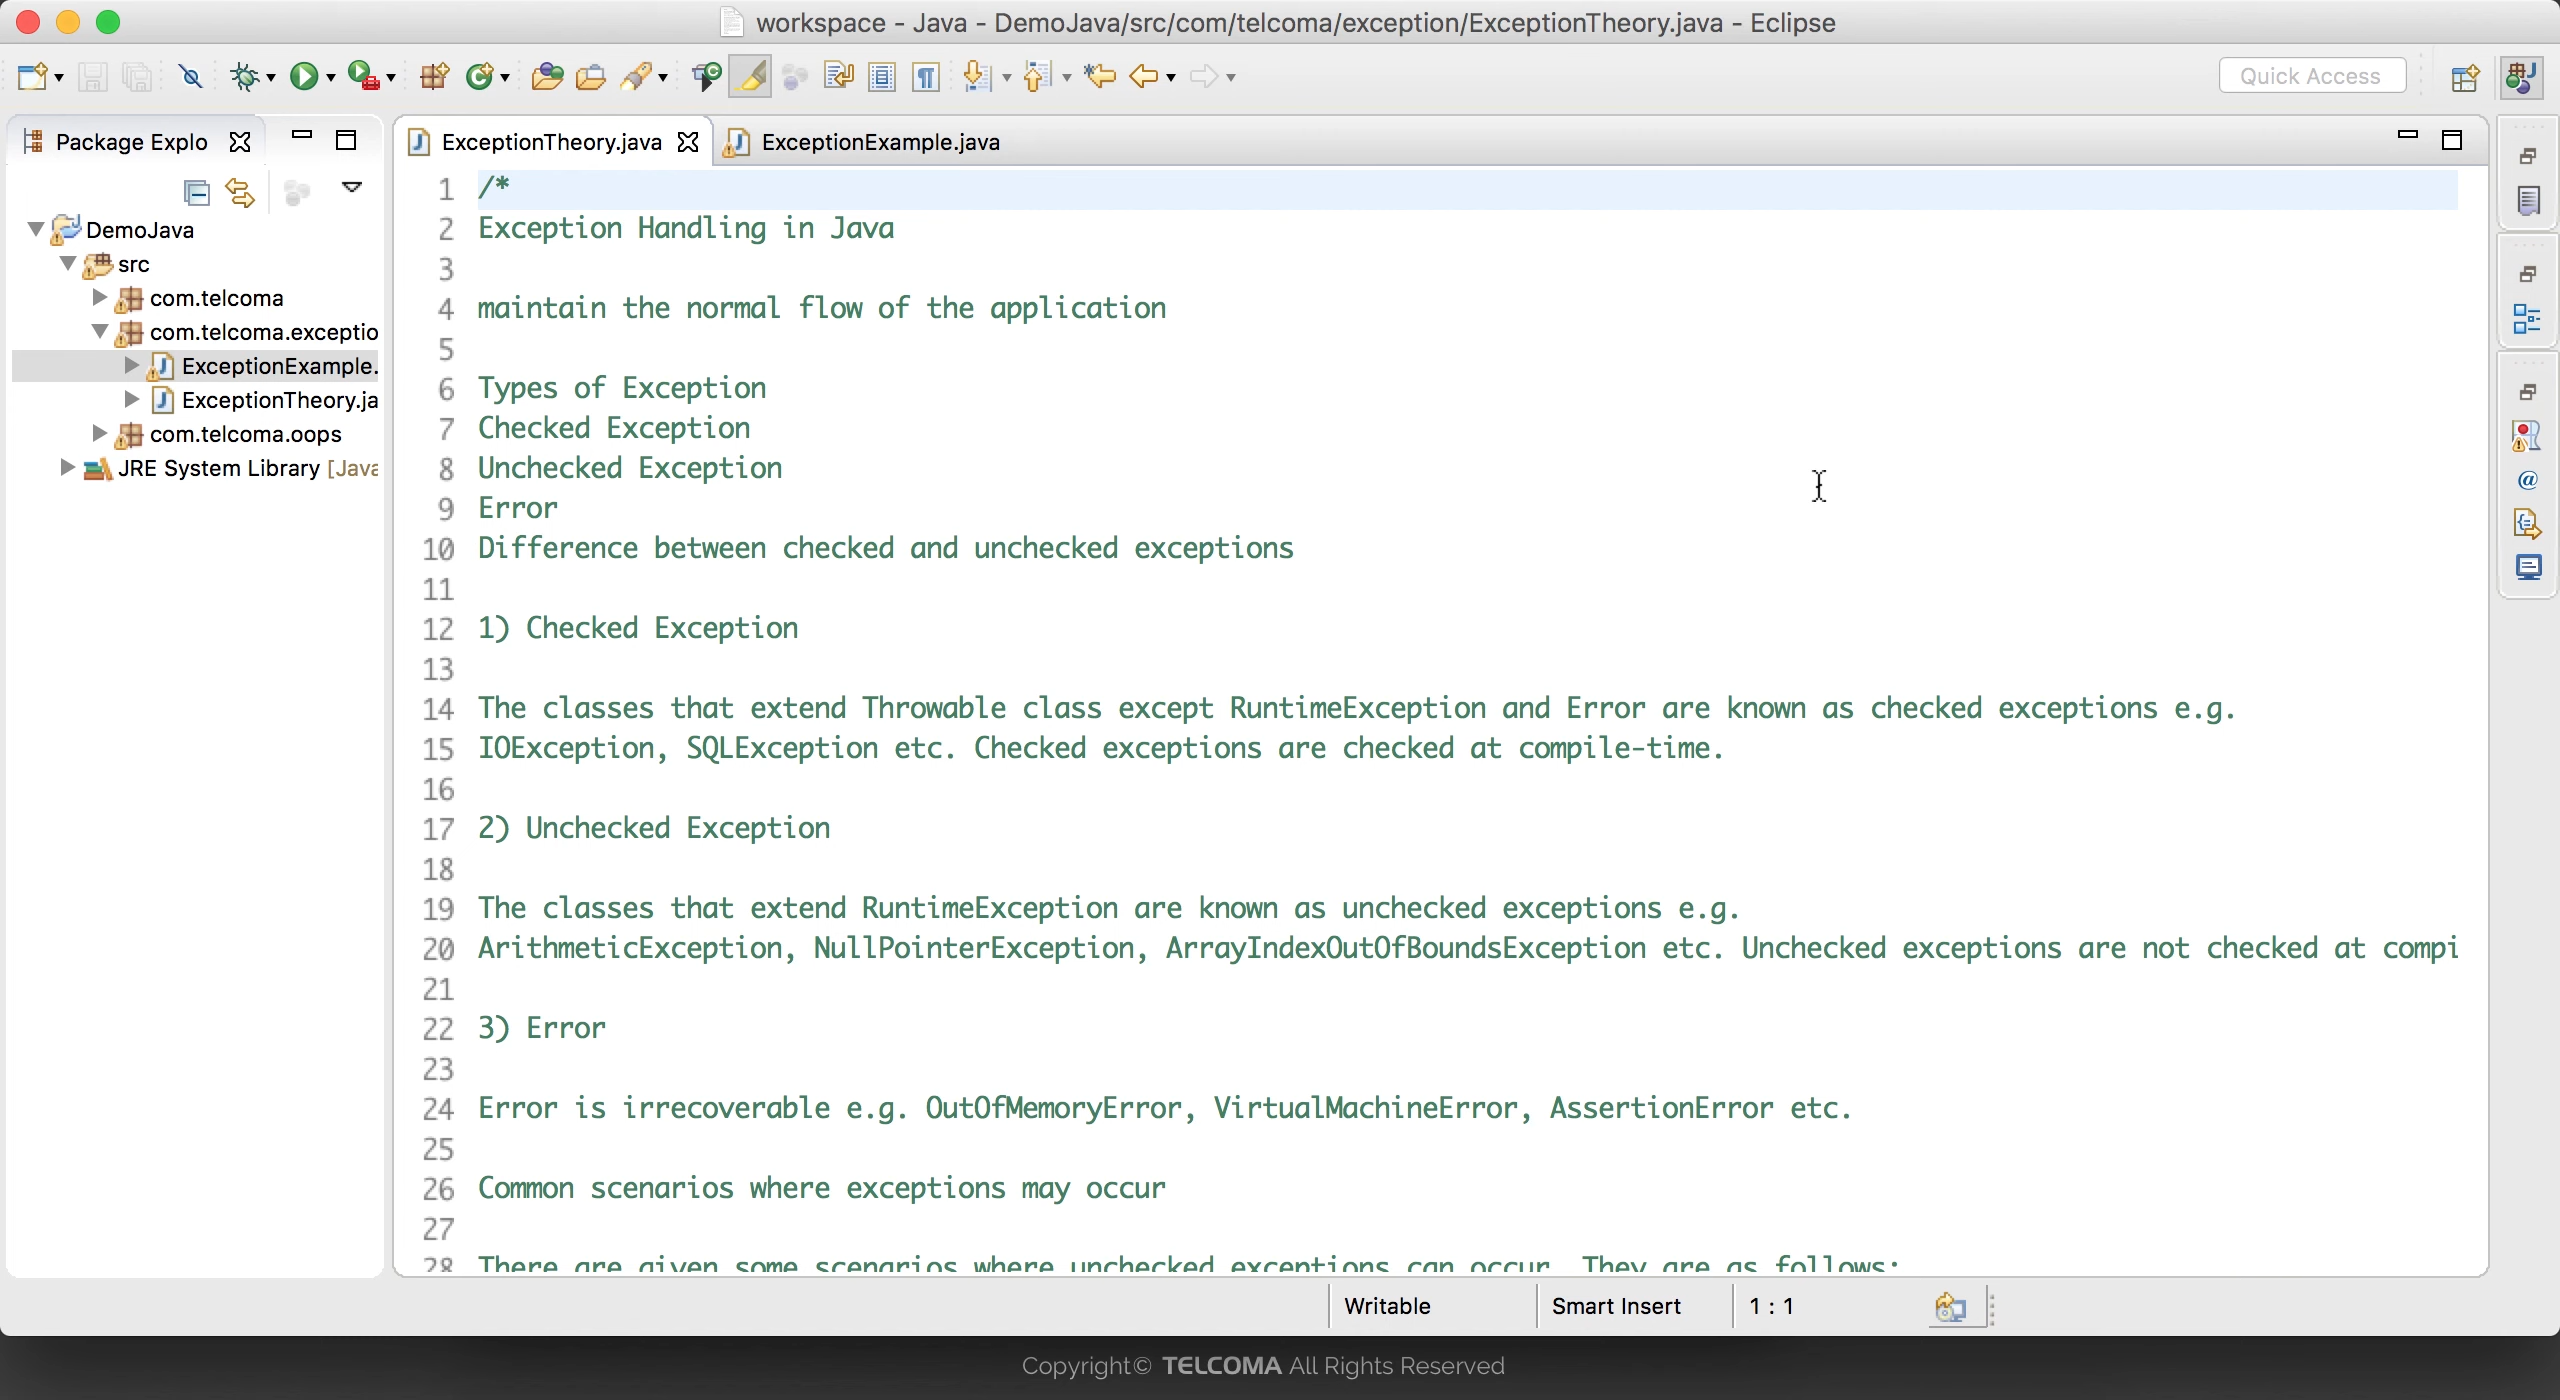 workspace - Java - DemoJava/src/com/telcoma/exception/ExceptionTheory.java - Eclipse
Quick Access
Package Explo
DemoJava
src
com.telcoma
com.telcoma.exceptio
ExceptionExample.
ExceptionTheory.ja
com.telcoma.oops
JRE System Library [Java
ExceptionTheory.java
ExceptionExample.java
1 /*
2 Exception Handling in Java
3
4 maintain the normal flow of the application
5
6 Types of Exception
7 Checked Exception
8 Unchecked Exception
9 Error
10 Difference between checked and unchecked exceptions
11
12 1) Checked Exception
13
14 The classes that extend Throwable class except RuntimeException and Error are known as checked exceptions e.g.
15 IOException, SQLException etc. Checked exceptions are checked at compile-time.
16
17 2) Unchecked Exception
18
19 The classes that extend RuntimeException are known as unchecked exceptions e.g.
20 ArithmeticException, NullPointerException, ArrayIndexOutOfBoundsException etc. Unchecked exceptions are not checked at compi
21
22 3) Error
23
24 Error is irrecoverable e.g. OutOfMemoryError, VirtualMachineError, AssertionError etc.
25
26 Common scenarios where exceptions may occur
27
28 There are given some scenarios where unchecked exceptions can occur. They are as follows:
Writable
Smart Insert
1 : 1
Copyright© TELCOMA All Rights Reserved